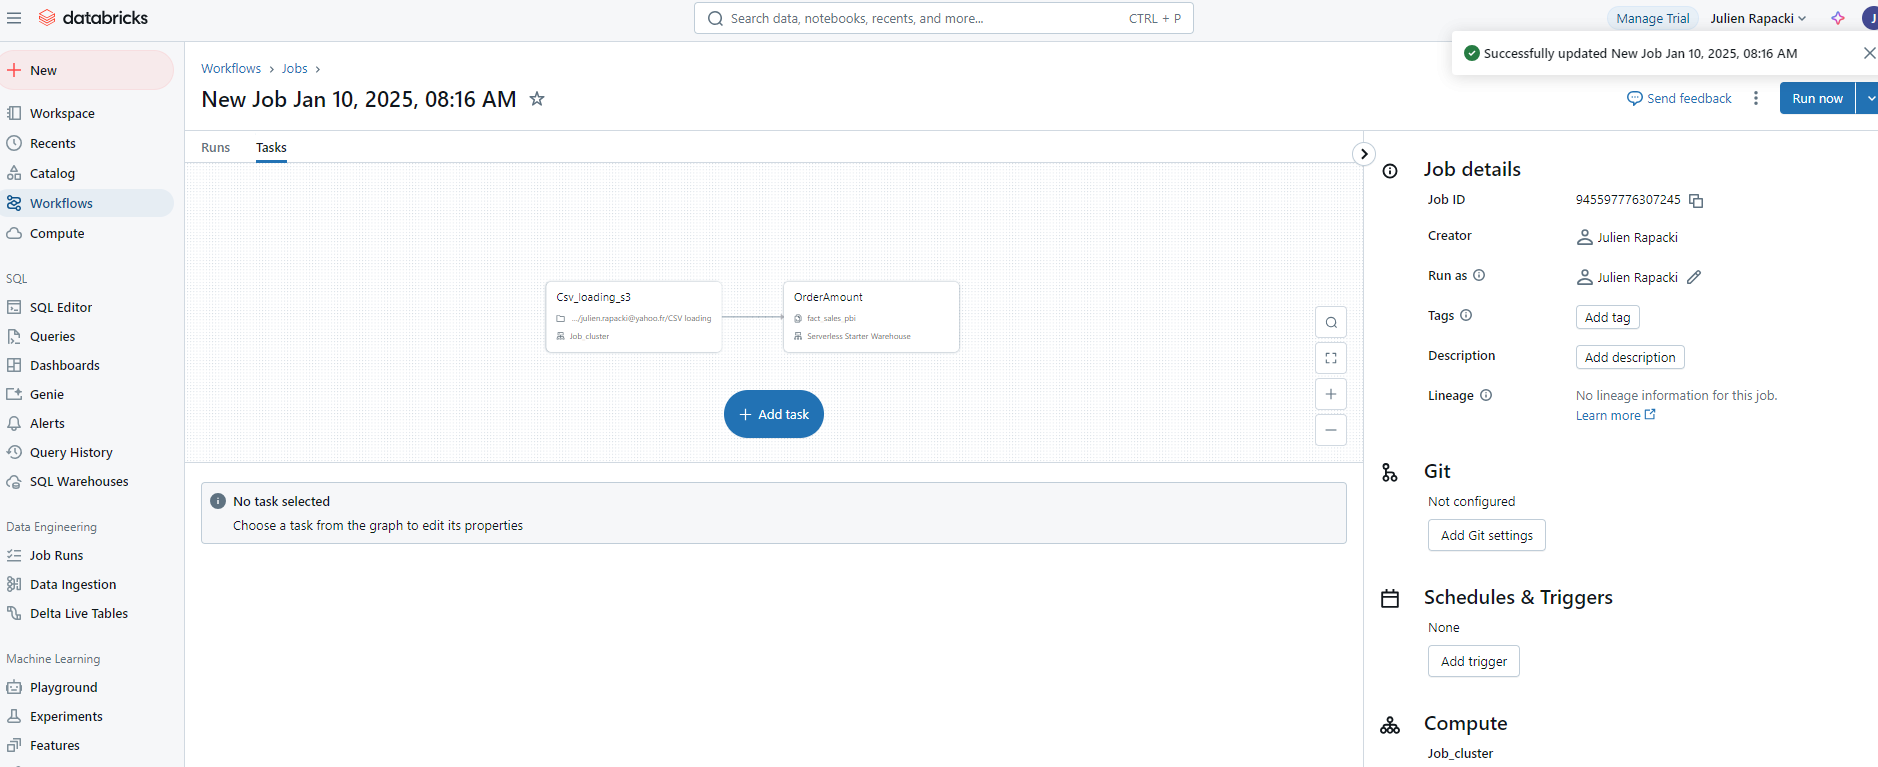 databricks
Search data, notebooks, recents, and more...
CTRL + P
Manage Trial
Julien Rapacki
J
Successfully updated New Job Jan 10, 2025, 08:16 AM
New
Workspace
Recents
Catalog
Workflows
Compute
SQL
SQL Editor
Queries
Dashboards
Genie
Alerts
Query History
SQL Warehouses
Data Engineering
Job Runs
Data Ingestion
Delta Live Tables
Machine Learning
Playground
Experiments
Features
Workflows › Jobs ›
New Job Jan 10, 2025, 08:16 AM
Send feedback
Run now
Runs
Tasks
Csv_loading_s3
.../julien.rapacki@yahoo.fr/CSV loading
Job_cluster
OrderAmount
fact_sales_pbi
Serverless Starter Warehouse
+ Add task
No task selected
Choose a task from the graph to edit its properties
Job details
Job ID
945597776307245
Creator
Julien Rapacki
Run as
Julien Rapacki
Tags
Add tag
Description
Add description
Lineage
No lineage information for this job.
Learn more
Git
Not configured
Add Git settings
Schedules & Triggers
None
Add trigger
Compute
Job_cluster